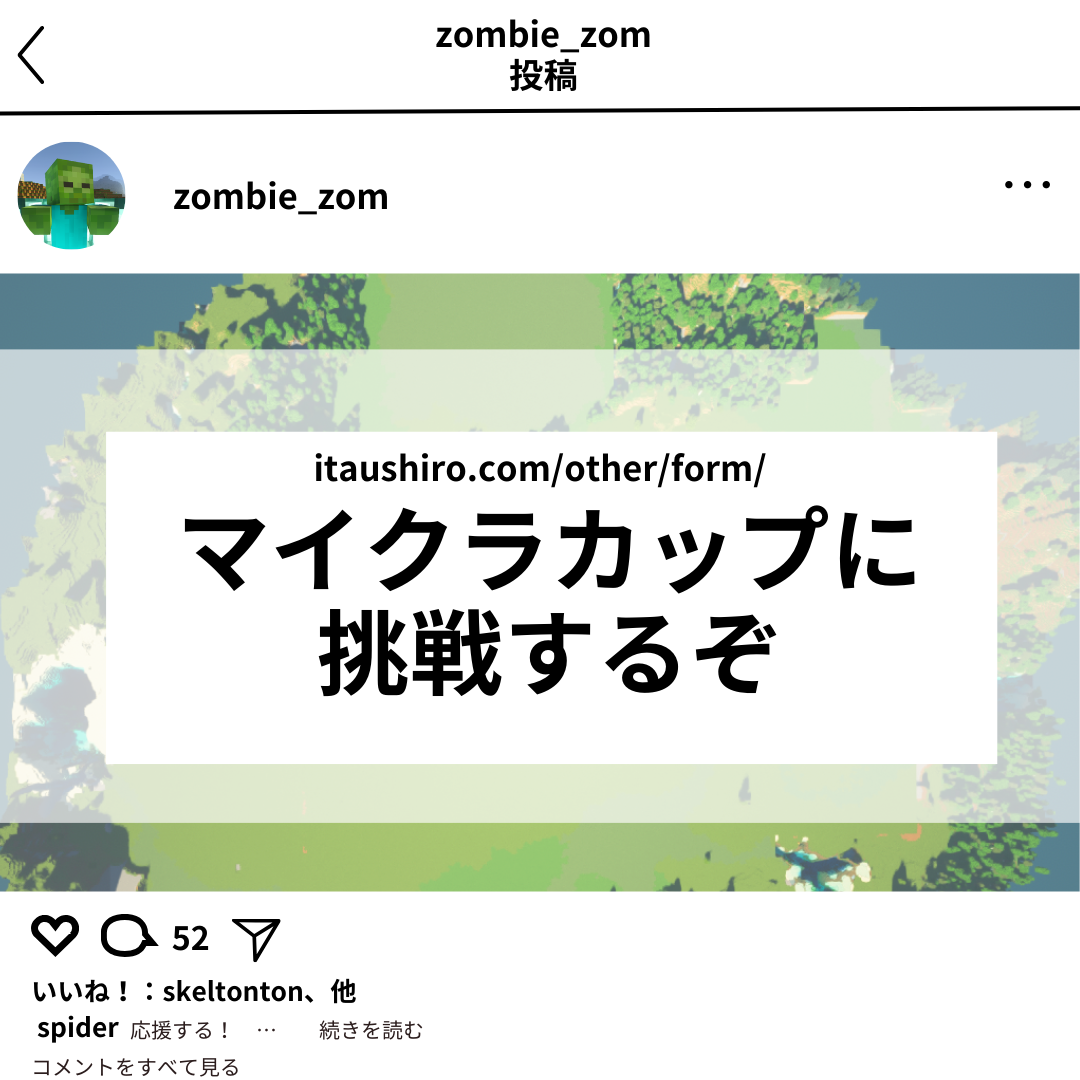 zombie_zom
投稿
zombie_zom
itaushiro.com/other/form/
マイクラカップに
挑戦するぞ
52
いいね！：skeltonton、他
spider 応援する！ … 続きを読む
コメントをすべて見る